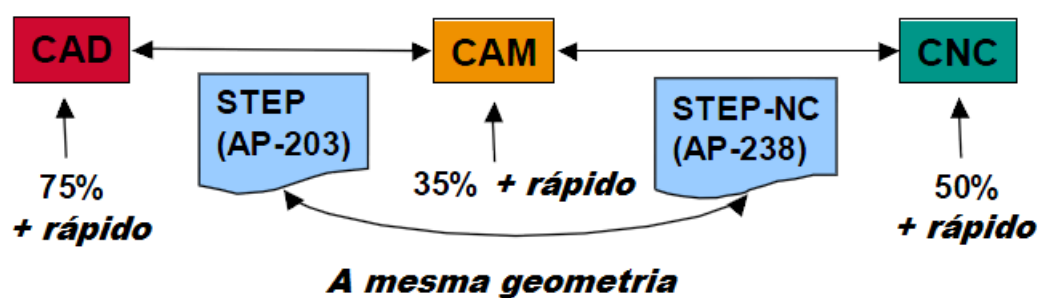 CAD
CAM
CNC
STEP
(AP-203)
STEP-NC
(AP-238)
75%
+ rápido
35% + rápido
50%
+ rápido
A mesma geometria